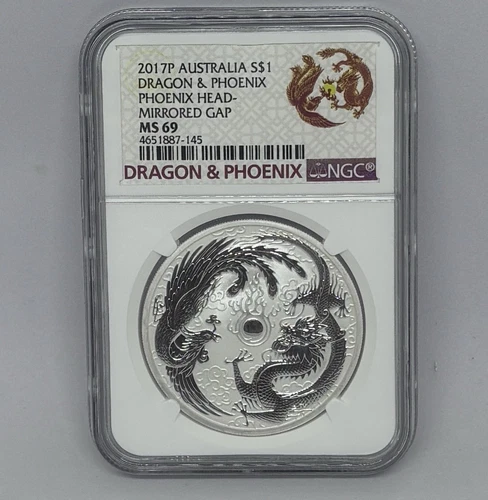 2017P AUSTRALIA S$1
DRAGON & PHOENIX
PHOENIX HEAD-
MIRRORED GAP
MS 69
4651887-145
DRAGON & PHOENIX NGC®